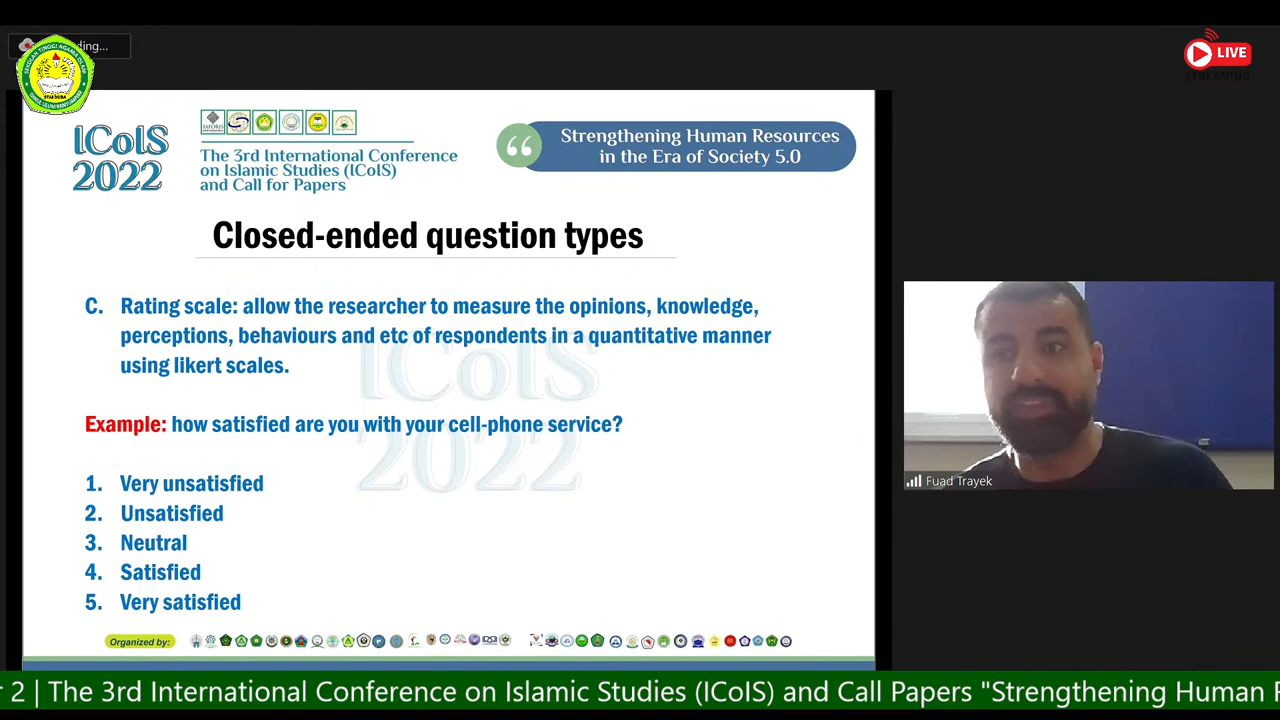 ding...
LIVE
STREAMING
ICoIS
2022
The 3rd International Conference
on Islamic Studies (ICoIS)
and Call for Papers
Strengthening Human Resources
in the Era of Society 5.0
Closed-ended question types
C. Rating scale: allow the researcher to measure the opinions, knowledge,
perceptions, behaviours and etc of respondents in a quantitative manner
using likert scales.
ICoIS
2022
Example: how satisfied are you with your cell-phone service?
1. Very unsatisfied
2. Unsatisfied
3. Neutral
4. Satisfied
5. Very satisfied
Organized by:
Fuad Trayek
r 2 | The 3rd International Conference on Islamic Studies (ICoIS) and Call Papers "Strengthening Human